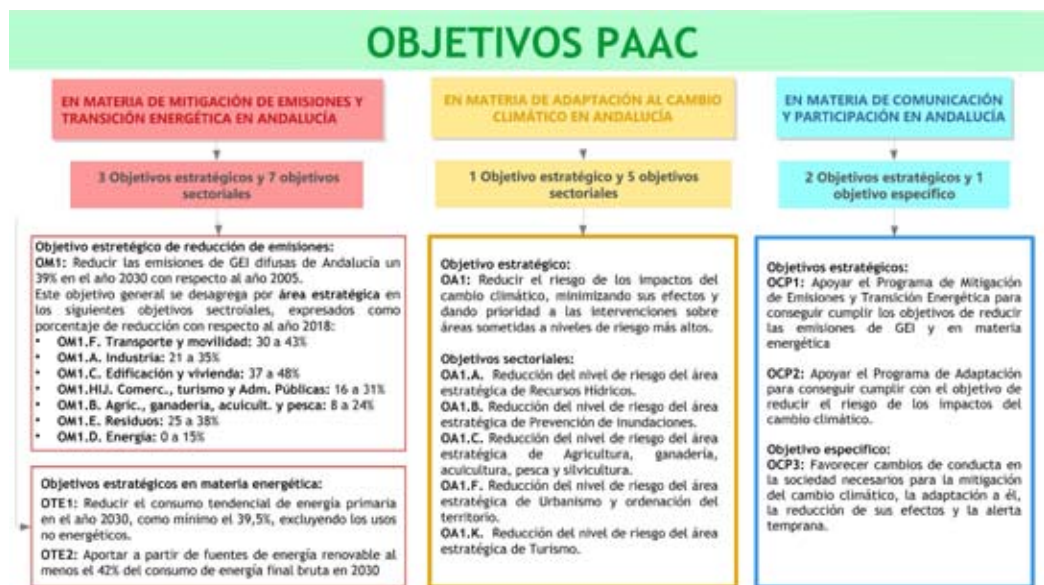 OBJETIVOS PAAC
EN MATERIA DE MITIGACIÓN DE EMISIONES Y
TRANSICIÓN ENERGÉTICA EN ANDALUCÍA
3 Objetivos estratégicos y 7 objetivos
sectoriales
Objetivo estretégico de reducción de emisiones:
OM1: Reducir las emisiones de GEI difusas de Andalucía un
39% en el año 2030 con respecto al año 2005.
Este objetivo general se desagrega por área estratégica en
los siguientes objetivos sectroiales, expresados como
porcentaje de reducción con respecto al año 2018:
• OM1.F. Transporte y movilidad: 30 a 43%
• OM1.A. Industria: 21 a 35%
• OM1.C. Edificación y vivienda: 37 a 48%
• OM1.HIJ. Comerc., turismo y Adm. Públicas: 16 a 31%
• OM1.B. Agric., ganadería, acuicult. y pesca: 8 a 24%
• OM1.E. Residuos: 25 a 38%
• OM1.D. Energía: 0 a 15%
Objetivos estratégicos en materia energética:
OTE1: Reducir el consumo tendencial de energía primaria
en el año 2030, como mínimo el 39,5%, excluyendo los usos
no energéticos.
OTE2: Aportar a partir de fuentes de energía renovable al
menos el 42% del consumo de energía final bruta en 2030
EN MATERIA DE ADAPTACIÓN AL CAMBIO
CLIMÁTICO EN ANDALUCÍA
1 Objetivo estratégico y 5 objetivos
sectoriales
Objetivo estratégico:
OA1: Reducir el riesgo de los impactos del
cambio climático, minimizando sus efectos y
dando prioridad a las intervenciones sobre
áreas sometidas a niveles de riesgo más altos.
Objetivos sectoriales:
OA1.A. Reducción del nivel de riesgo del área
estratégica de Recursos Hídricos.
OA1.B. Reducción del nivel de riesgo del área
estratégica de Prevención de Inundaciones.
OA1.C. Reducción del nivel de riesgo del área
estratégica de Agricultura, ganadería,
acuicultura, pesca y silvicultura.
OA1.F. Reducción del nivel de riesgo del área
estratégica de Urbanismo y ordenación del
territorio.
OA1.K. Reducción del nivel de riesgo del área
estratégica de Turismo.
EN MATERIA DE COMUNICACIÓN
Y PARTICIPACIÓN EN ANDALUCÍA
2 Objetivos estratégicos y 1
objetivo específico
Objetivos estratégicos:
OCP1: Apoyar el Programa de Mitigación
de Emisiones y Transición Energética para
conseguir cumplir los objetivos de reducir
las emisiones de GEI y en materia
energética
OCP2: Apoyar el Programa de Adaptación
para conseguir cumplir con el objetivo de
reducir el riesgo de los impactos del
cambio climático.
Objetivo específico:
OCP3: Favorecer cambios de conducta en
la sociedad necesarios para la mitigación
del cambio climático, la adaptación a él,
la reducción de sus efectos y la alerta
temprana.